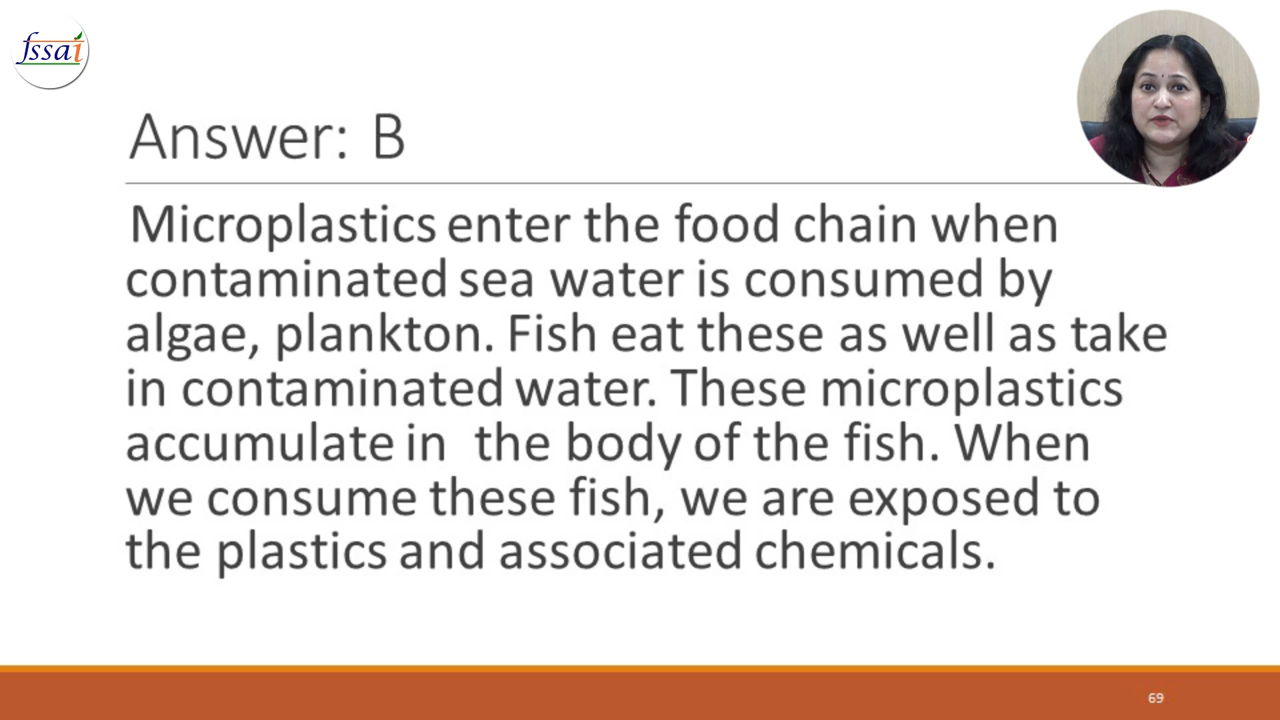 fssai
Answer: B
Microplastics enter the food chain when
contaminated sea water is consumed by
algae, plankton. Fish eat these as well as take
in contaminated water. These microplastics
accumulate in  the body of the fish. When
we consume these fish, we are exposed to
the plastics and associated chemicals.
69